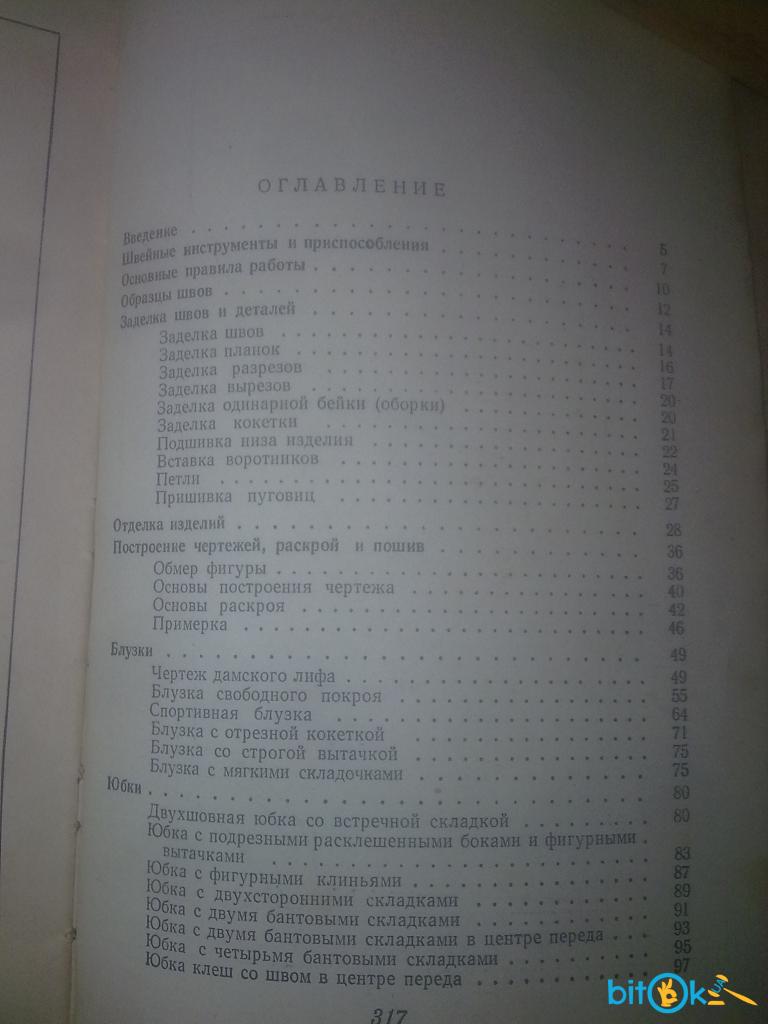 ОГЛАВЛЕНИЕ
Введение . . . . . . . . . . . . . . . . . . . 5
Швейные инструменты и приспособления . . . . . . . . 7
Основные правила работы . . . . . . . . . . . . . 10
Образцы швов . . . . . . . . . . . . . . . . . 12
Заделка швов и деталей . . . . . . . . . . . . . 14
Заделка швов . . . . . . . . . . . . . . . 14
Заделка планок . . . . . . . . . . . . . . 16
Заделка разрезов . . . . . . . . . . . . . 17
Заделка вырезов . . . . . . . . . . . . . 20
Заделка одинарной бейки (оборки) . . . . . . . 20
Заделка кокетки . . . . . . . . . . . . . 21
Подшивка низа изделия . . . . . . . . . . . 22
Вставка воротников . . . . . . . . . . . . 24
Петли . . . . . . . . . . . . . . . . . 25
Пришивка пуговиц . . . . . . . . . . . . . 27
Отделка изделий . . . . . . . . . . . . . . . . 28
Построение чертежей, раскрой и пошив . . . . . . . . 36
Обмер фигуры . . . . . . . . . . . . . . . 36
Основы построения чертежа . . . . . . . . . 40
Основы раскроя . . . . . . . . . . . . . . 42
Примерка . . . . . . . . . . . . . . . . 46
Блузки . . . . . . . . . . . . . . . . . . . 49
Чертеж дамского лифа . . . . . . . . . . . . 49
Блузка свободного покроя . . . . . . . . . . 55
Спортивная блузка . . . . . . . . . . . . . 64
Блузка с отрезной кокеткой . . . . . . . . . 71
Блузка со строгой вытачкой . . . . . . . . . 75
Блузка с мягкими складочками . . . . . . . . 75
Юбки . . . . . . . . . . . . . . . . . . . . 80
Двухшовная юбка со встречной складкой . . . . . 80
Юбка с подрезными расклешенными боками и фигурными .
вытачками . . . . . . . . . . . . . . . 83
Юбка с фигурными клиньями . . . . . . . . . 87
Юбка с двухсторонними складками . . . . . . . 89
Юбка с двумя бантовыми складками . . . . . . 91
Юбка с двумя бантовыми складками в центре переда . . 93
Юбка с четырьмя бантовыми складками . . . . . 95
Юбка клеш со швом в центре переда . . . . . . 97
317
bitOk UA